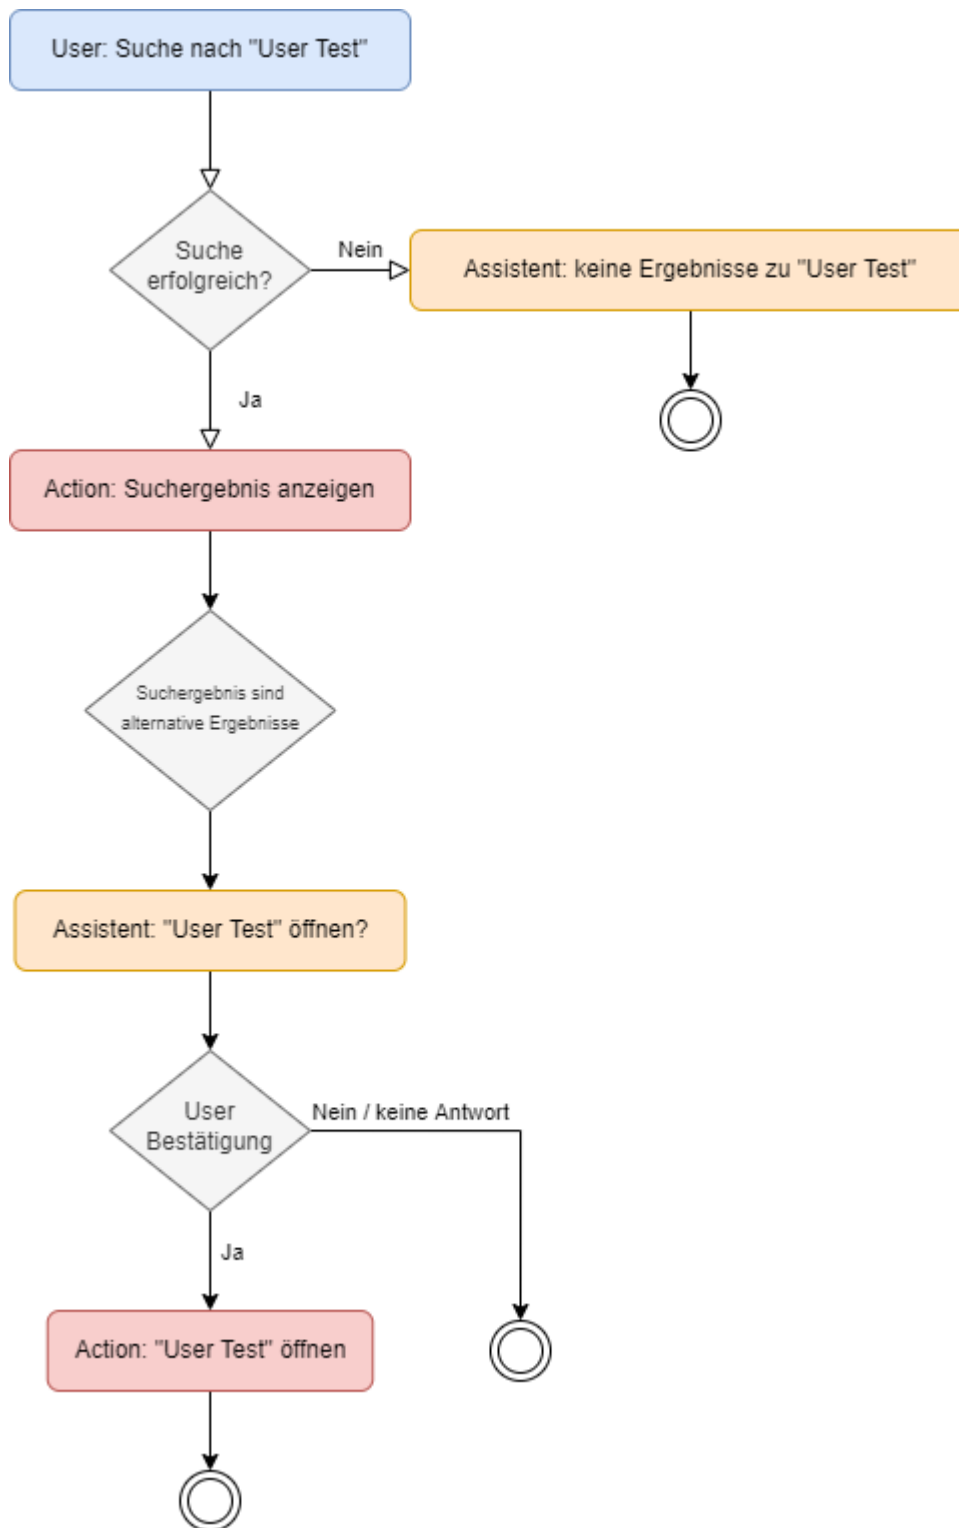 User: Suche nach "User Test"
Suche
erfolgreich?
Nein
Assistent: keine Ergebnisse zu "User Test"
Ja
Action: Suchergebnis anzeigen
Suchergebnis sind
alternative Ergebnisse
Assistent: "User Test" öffnen?
User
Bestätigung
Nein / keine Antwort
Ja
Action: "User Test" öffnen